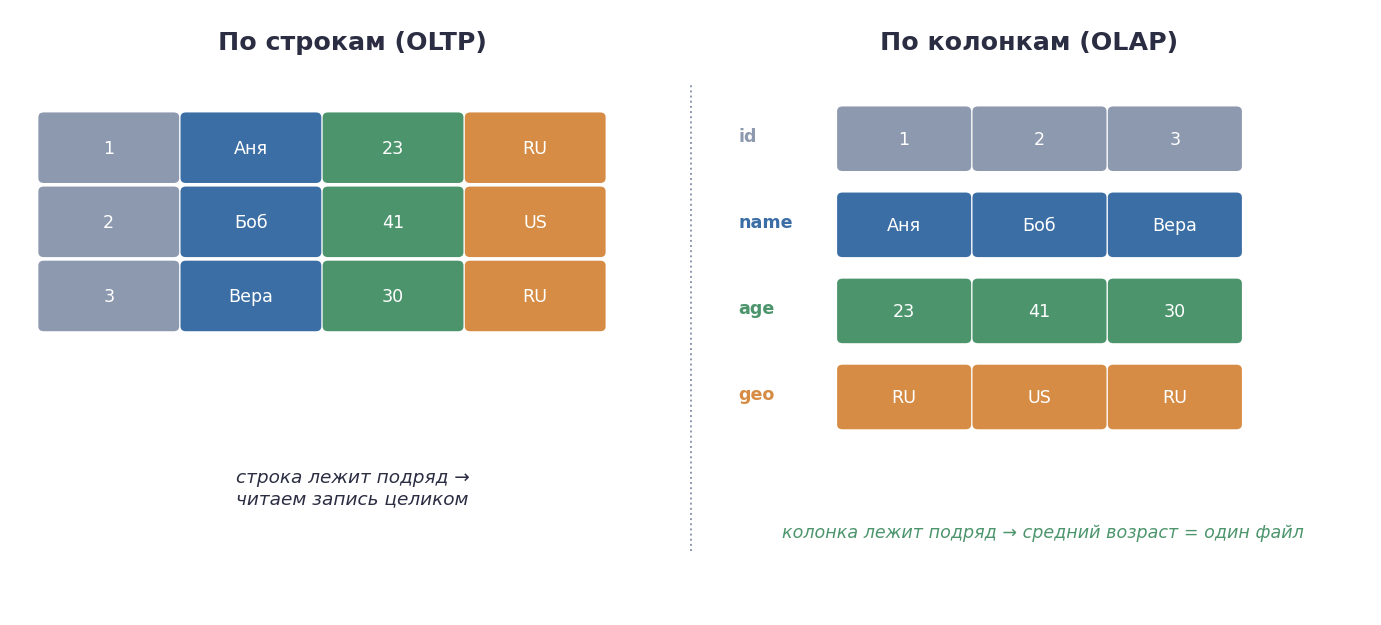 По строкам (OLTP)
1 Аня 23 RU
2 Боб 41 US
3 Вера 30 RU
строка лежит подряд →
читаем запись целиком
По колонкам (OLAP)
id 1 2 3
name Аня Боб Вера
age 23 41 30
geo RU US RU
колонка лежит подряд → средний возраст = один файл